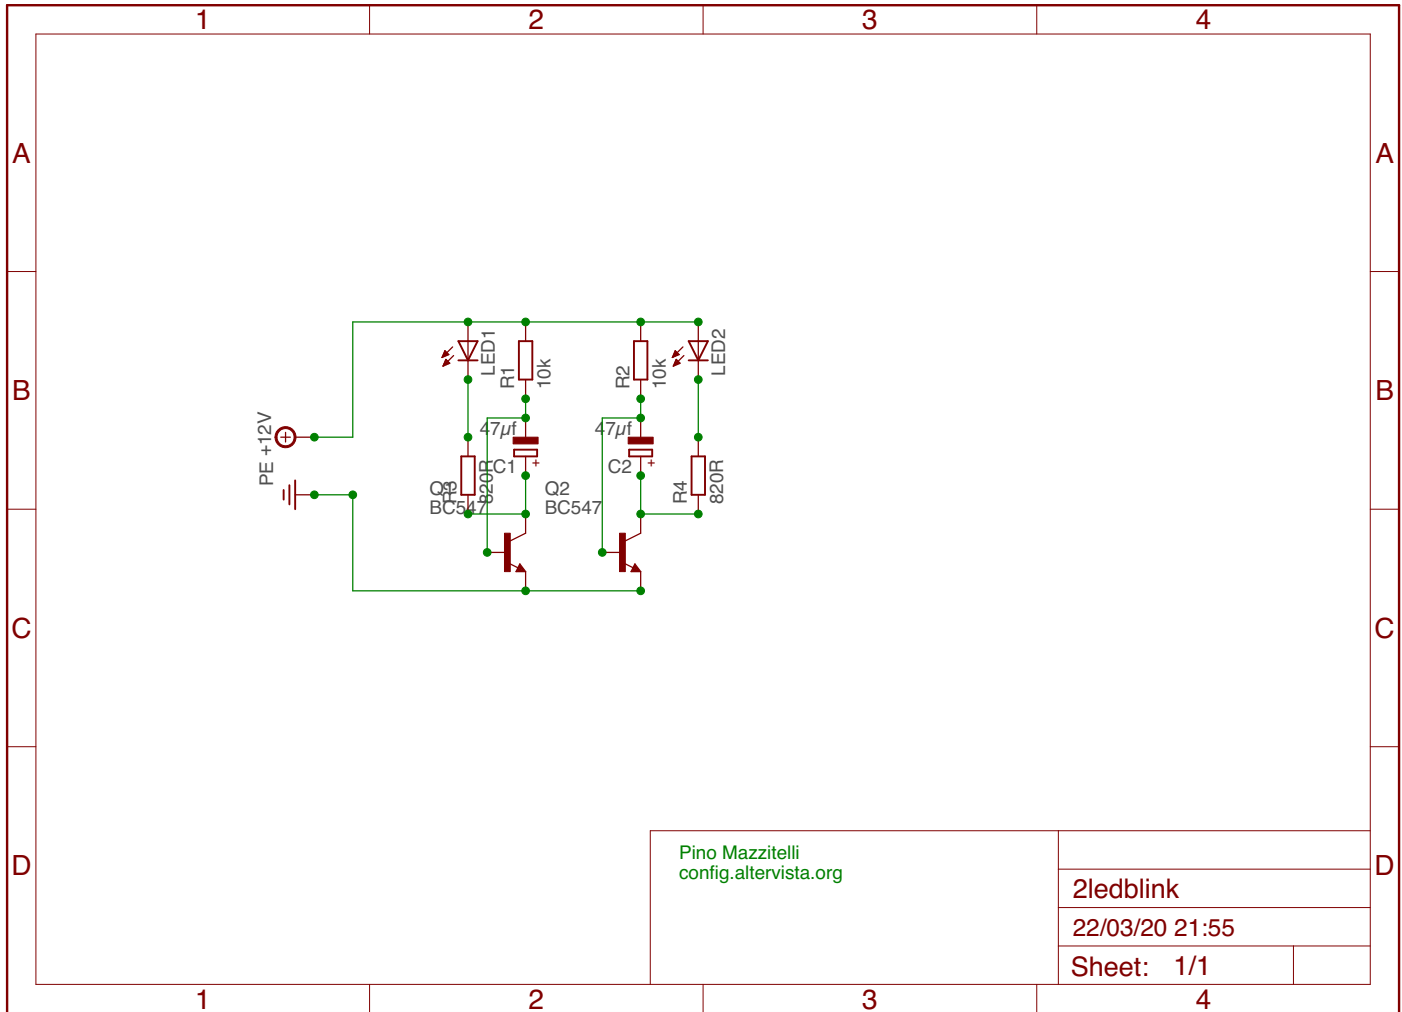 1 2 3 4
A A
B B
C C
D D
PE +12V
LED1
R1
10k
R2
10k
LED2
47µf
C1
47µf
C2
R3
820R
BC547
Q2
BC547
R4
820R
Pino Mazzitelli
config.altervista.org
2ledblink
22/03/20 21:55
Sheet: 1/1
1 2 3 4